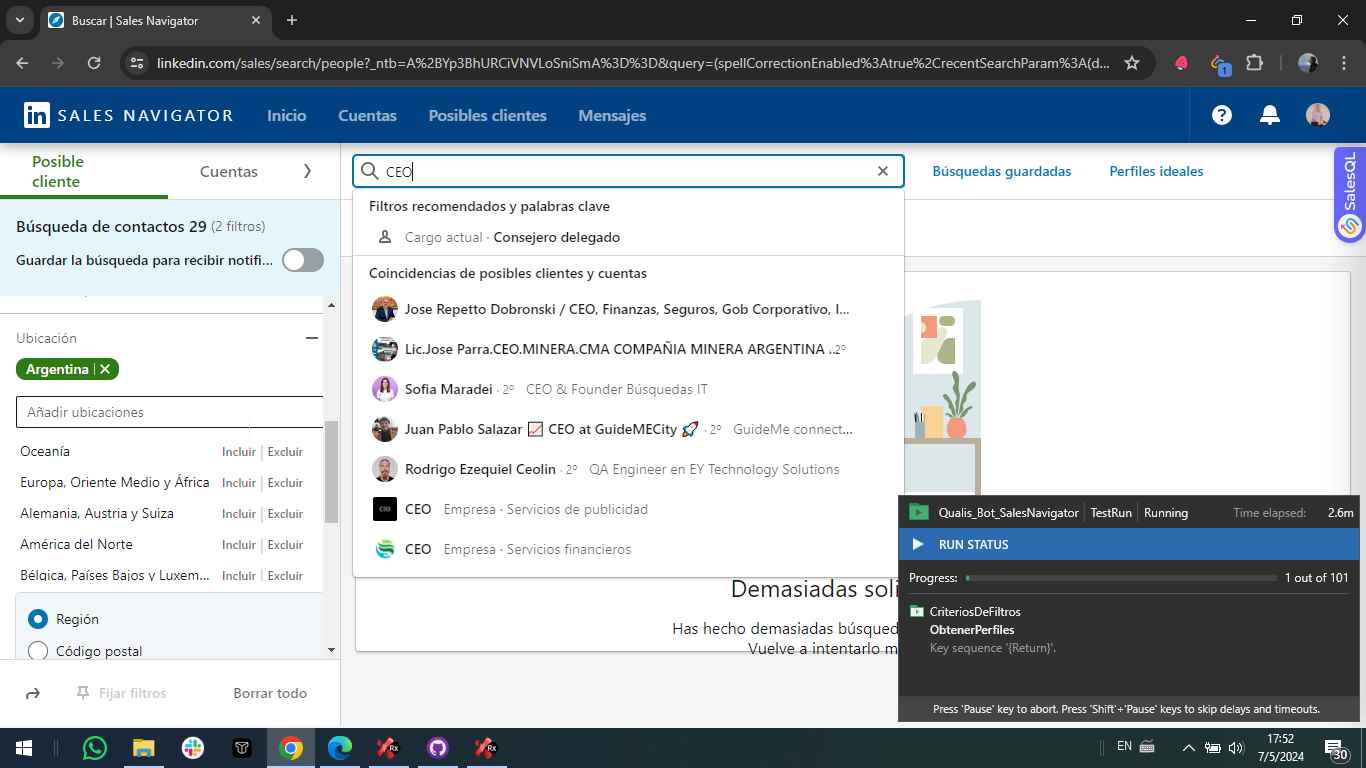 Buscar | Sales Navigator
linkedin.com/sales/search/people?_ntb=A%2BYp3BhURCiVNVLoSniSmA%3D%3D&query=(spellCorrectionEnabled%3Atrue%2CrecentSearchParam%3A(d...
1
in SALES NAVIGATOR
Inicio
Cuentas
Posibles clientes
Mensajes
Posible cliente
Cuentas
CEO
Búsquedas guardadas
Perfiles ideales
SalesQL
Búsqueda de contactos 29 (2 filtros)
Guardar la búsqueda para recibir notifi...
Ubicación
Argentina
Añadir ubicaciones
Oceanía Incluir | Excluir
Europa, Oriente Medio y África Incluir | Excluir
Alemania, Austria y Suiza Incluir | Excluir
América del Norte Incluir | Excluir
Bélgica, Países Bajos y Luxem... Incluir | Excluir
Región
Código postal
Fijar filtros
Borrar todo
Filtros recomendados y palabras clave
Cargo actual · Consejero delegado
Coincidencias de posibles clientes y cuentas
Jose Repetto Dobronski / CEO, Finanzas, Seguros, Gob Corporativo, I...
Lic.Jose Parra.CEO.MINERA.CMA COMPAÑIA MINERA ARGENTINA ..2º
Sofia Maradei · 2º CEO & Founder Búsquedas IT
Juan Pablo Salazar 📈 CEO at GuideMECity 🚀 · 2º GuideMe connect...
Rodrigo Ezequiel Ceolin · 2º QA Engineer en EY Technology Solutions
CEO Empresa · Servicios de publicidad
CEO Empresa · Servicios financieros
Demasiadas soli
Has hecho demasiadas búsqued
Vuelve a intentarlo m
Qualis_Bot_SalesNavigator | TestRun | Running Time elapsed: 2.6m
RUN STATUS
Progress: 1 out of 101
CriteriosDeFiltros
ObtenerPerfiles
Key sequence '{Return}'.
Press 'Pause' key to abort. Press 'Shift'+'Pause' keys to skip delays and timeouts.
Rx
Rx
EN
17:52
7/5/2024
30